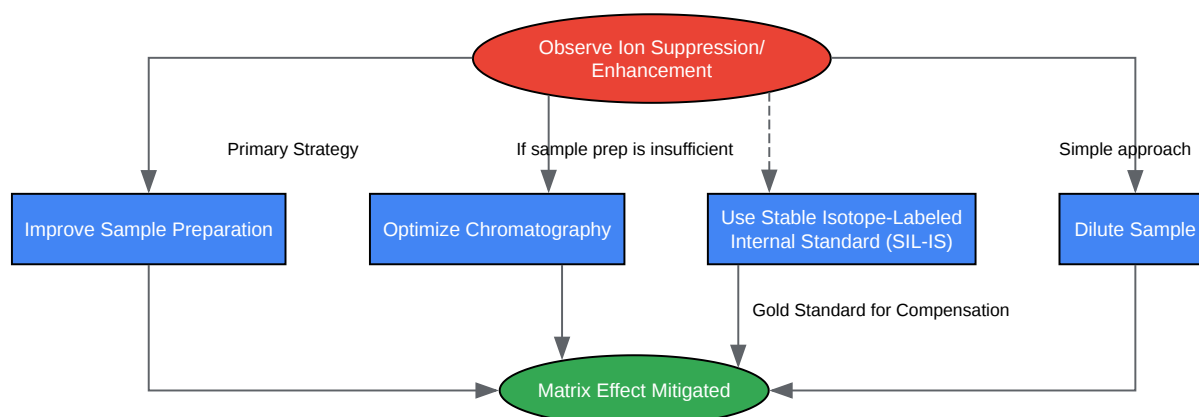 Observe Ion Suppression/
Enhancement
Primary Strategy
If sample prep is insufficient
Simple approach
Improve Sample Preparation
Optimize Chromatography
Use Stable Isotope-Labeled
Internal Standard (SIL-IS)
Dilute Sample
Gold Standard for Compensation
Matrix Effect Mitigated